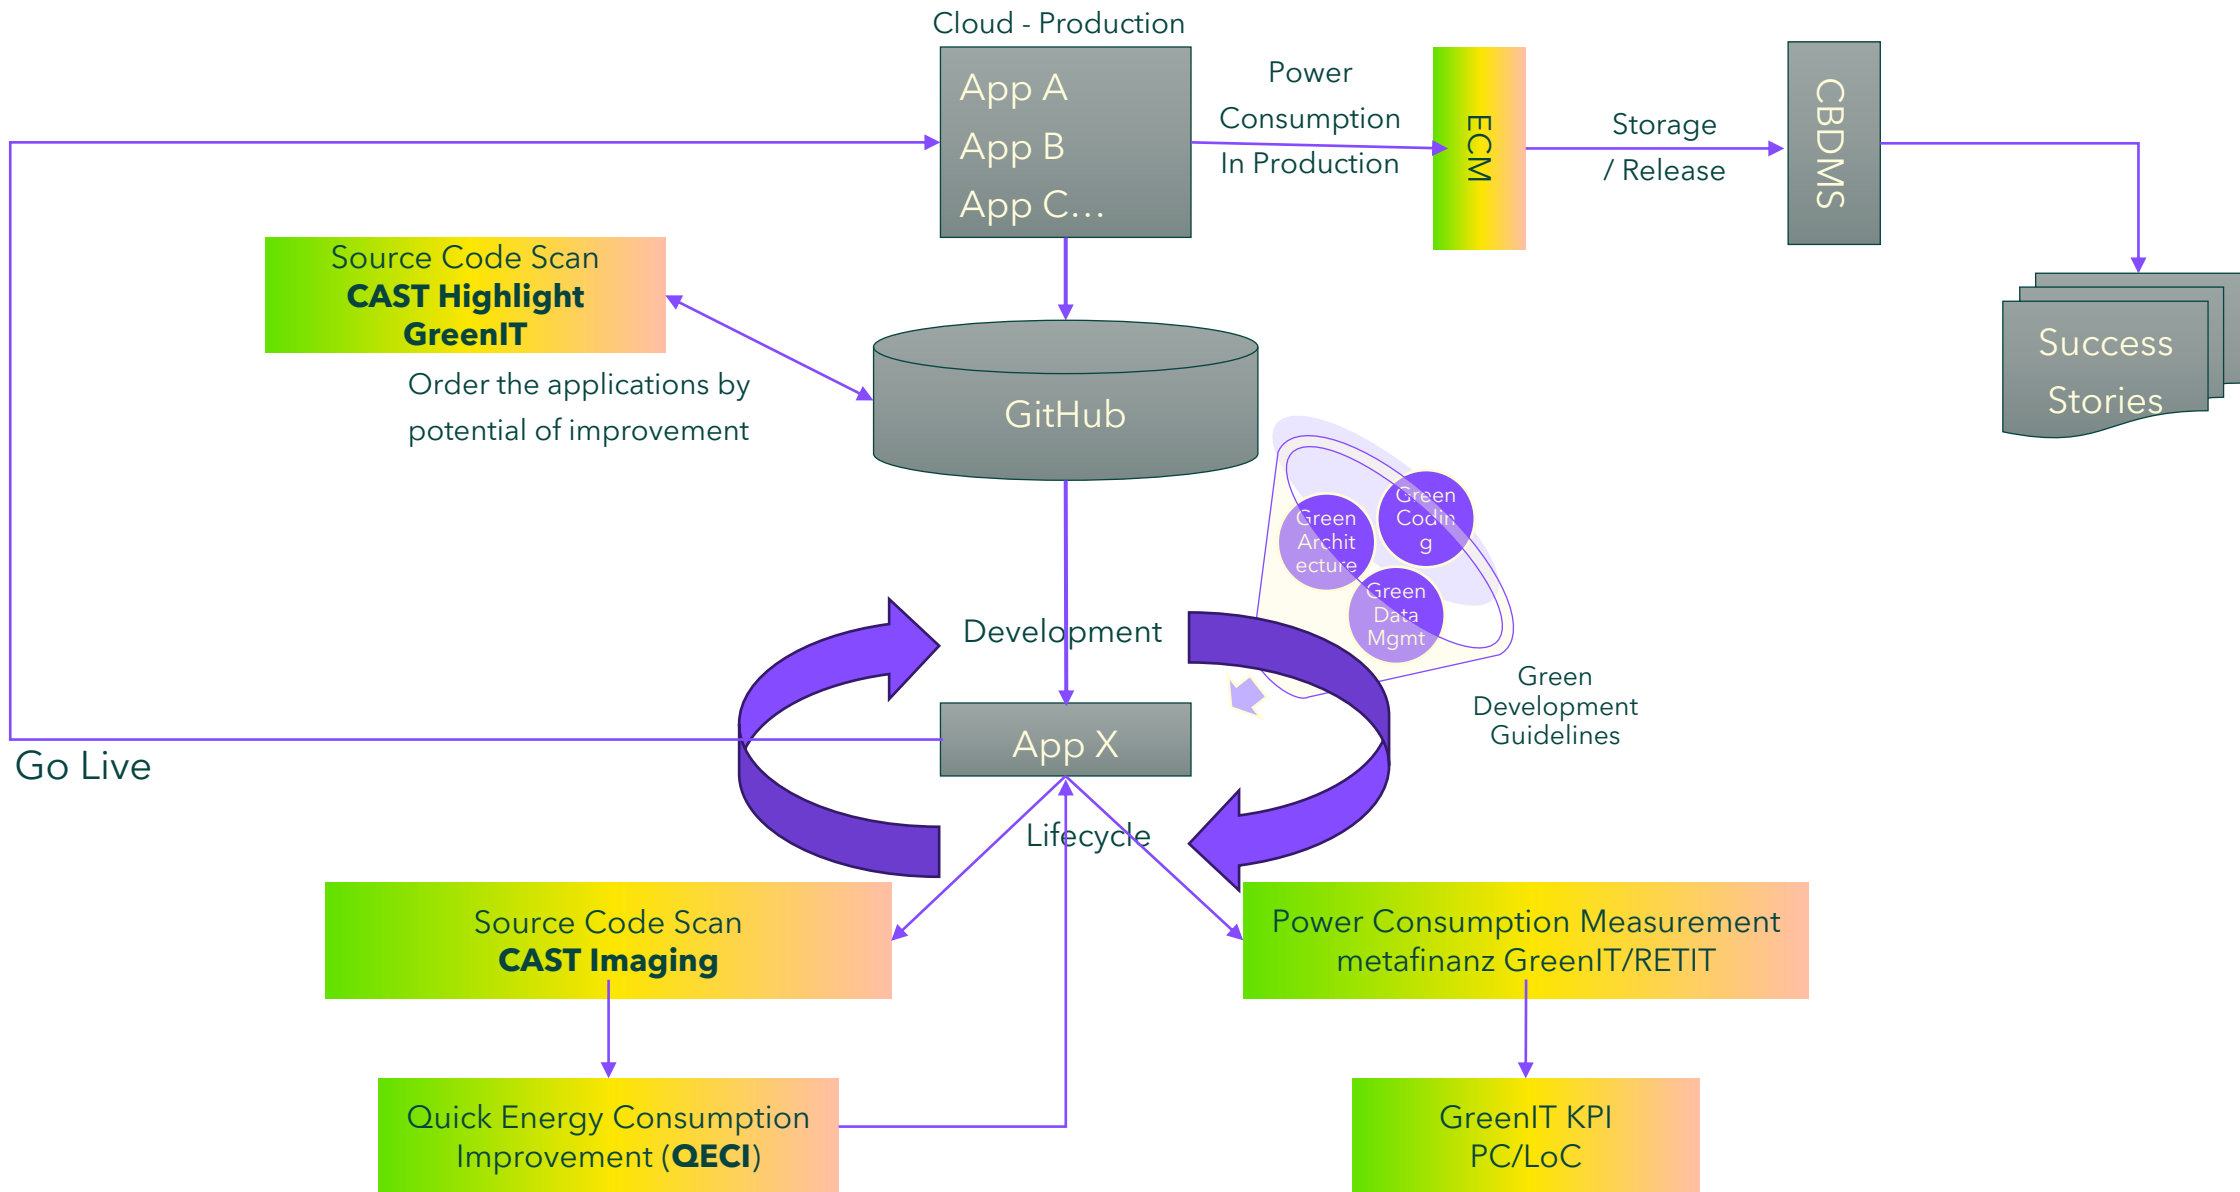 Cloud - Production
App A
App B
App C...
Power
Consumption
In Production
ECM
Storage
/ Release
CBDMS
Success
Stories
Source Code Scan
CAST Highlight
GreenIT
Order the applications by
potential of improvement
GitHub
Green
Archit
ecture
Green
Codin
g
Green
Data
Mgmt
Green
Development
Guidelines
Development
App X
Lifecycle
Go Live
Source Code Scan
CAST Imaging
Power Consumption Measurement
metafinanz GreenIT/RETIT
Quick Energy Consumption
Improvement (QECI)
GreenIT KPI
PC/LoC